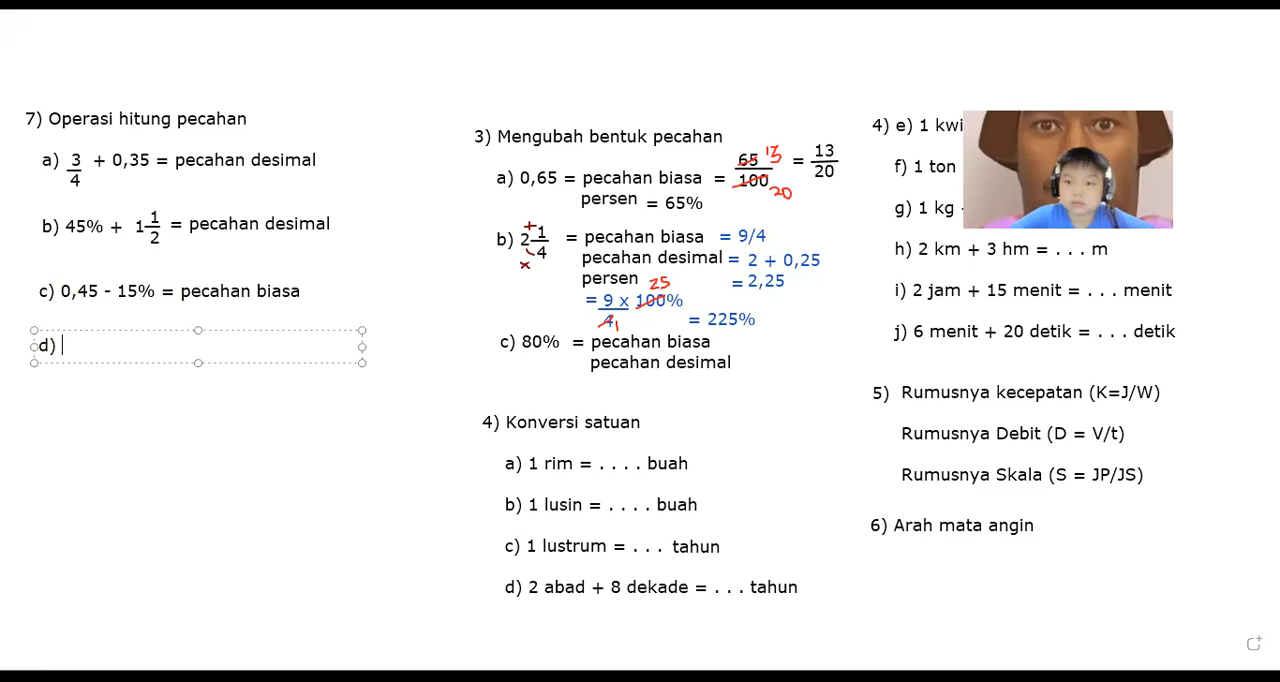 7) Operasi hitung pecahan
a) 3/4 + 0,35 = pecahan desimal
b) 45% + 1 1/2 = pecahan desimal
c) 0,45 - 15% = pecahan biasa
d)
3) Mengubah bentuk pecahan
a) 0,65 = pecahan biasa = 65/100 13 20 = 13/20
persen = 65%
b) 2 1/4 + x = pecahan biasa = 9/4
pecahan desimal = 2 + 0,25
persen = 2,25
= 9/4 x 100% 25 1 = 225%
c) 80% = pecahan biasa
pecahan desimal
4) Konversi satuan
a) 1 rim = . . . . buah
b) 1 lusin = . . . . buah
c) 1 lustrum = . . . tahun
d) 2 abad + 8 dekade = . . . tahun
4) e) 1 kwi
f) 1 ton
g) 1 kg
h) 2 km + 3 hm = . . . m
i) 2 jam + 15 menit = . . . menit
j) 6 menit + 20 detik = . . . detik
5) Rumusnya kecepatan (K=J/W)
Rumusnya Debit (D = V/t)
Rumusnya Skala (S = JP/JS)
6) Arah mata angin